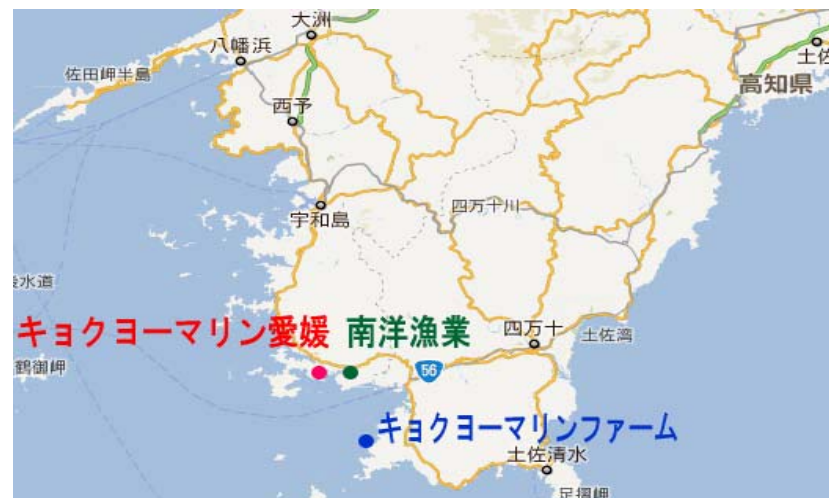 大洲
八幡浜
土佐
佐田岬半島
高知県
西予
四万十川
宇和島
後水道
キョクヨーマリン愛媛
南洋漁業
四万十
土佐湾
鶴御岬
56
キョクヨーマリンファーム
土佐清水
足摺岬